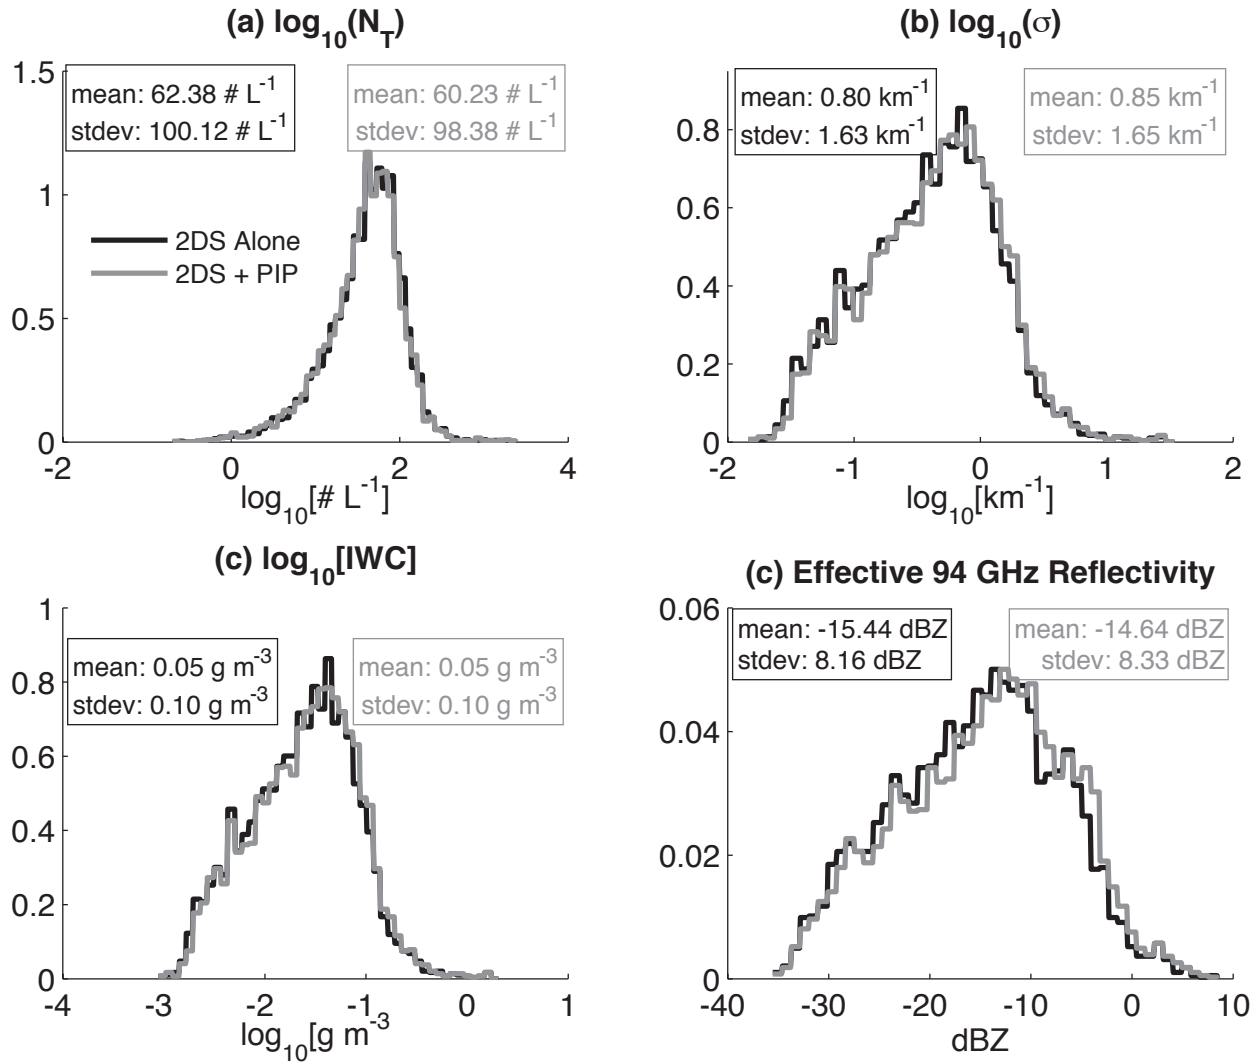 (a) log10(NT)
1.5
mean: 62.38 # L-1
stdev: 100.12 # L-1
mean: 60.23 # L-1
stdev: 98.38 # L-1
1
2DS Alone
2DS + PIP
0.5
0
-2 0 2 4
log10[# L-1]
(b) log10(σ)
mean: 0.80 km-1
stdev: 1.63 km-1
mean: 0.85 km-1
stdev: 1.65 km-1
0.8
0.6
0.4
0.2
0
-2 -1 0 1 2
log10[km-1]
(c) log10[IWC]
1
mean: 0.05 g m-3
stdev: 0.10 g m-3
mean: 0.05 g m-3
stdev: 0.10 g m-3
0.8
0.6
0.4
0.2
0
-4 -3 -2 -1 0 1
log10[g m-3
(c) Effective 94 GHz Reflectivity
0.06
mean: -15.44 dBZ
stdev: 8.16 dBZ
mean: -14.64 dBZ
stdev: 8.33 dBZ
0.04
0.02
0
-40 -30 -20 -10 0 10
dBZ